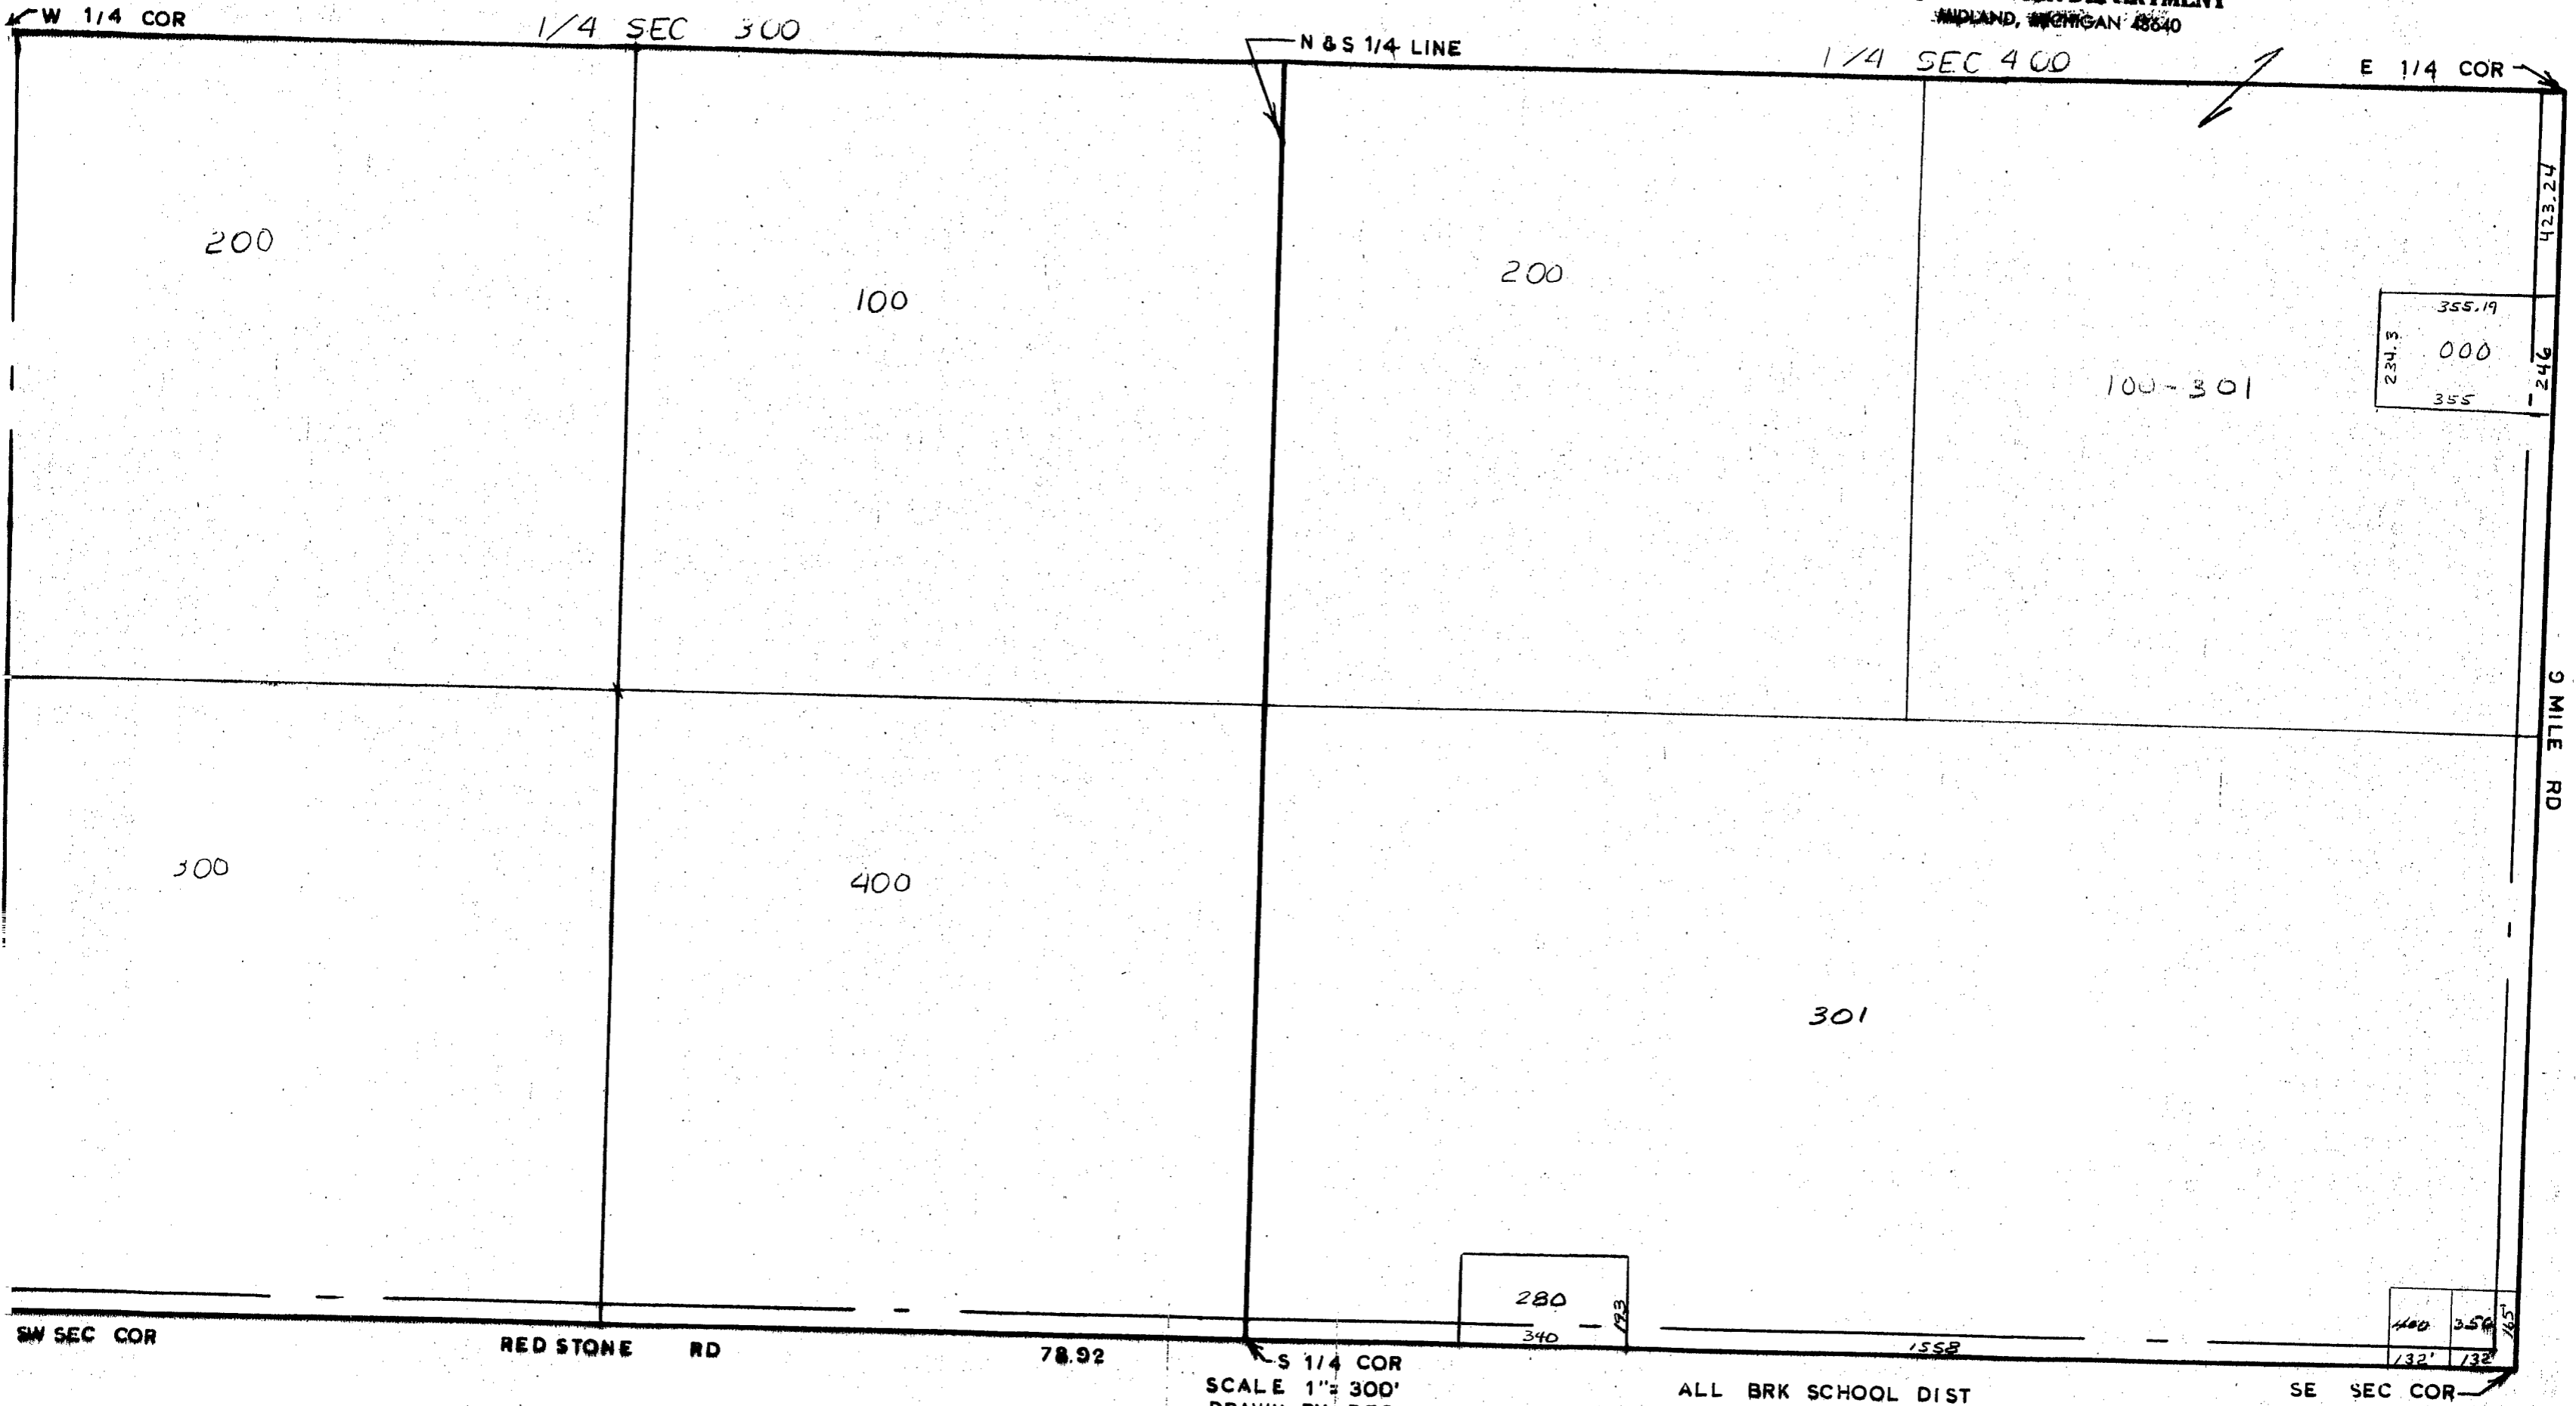 MIDLAND, MICHIGAN 48640
W 1/4 COR
1/4 SEC 300
N & S 1/4 LINE
1/4 SEC 400
E 1/4 COR
423.24
200
100
200
100-301
355.19
234.3
000
246
355
9 MILE RD
300
400
301
280
193
340
1558
400
350
165'
132'
132'
SW SEC COR
RED STONE RD
78.92
S 1/4 COR
SCALE 1"= 300'
ALL BRK SCHOOL DIST
SE SEC COR